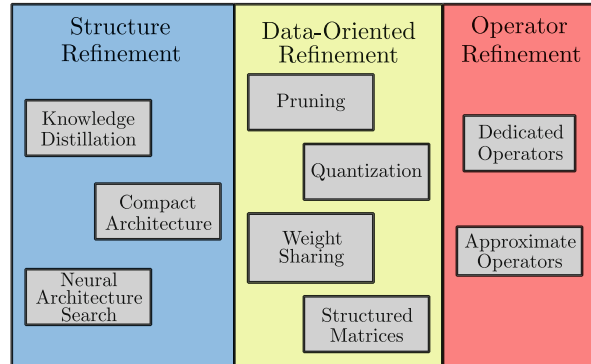 Structure
Refinement
Knowledge
Distillation
Compact
Architecture
Neural
Architecture
Search
Data-Oriented
Refinement
Pruning
Quantization
Weight
Sharing
Structured
Matrices
Operator
Refinement
Dedicated
Operators
Approximate
Operators